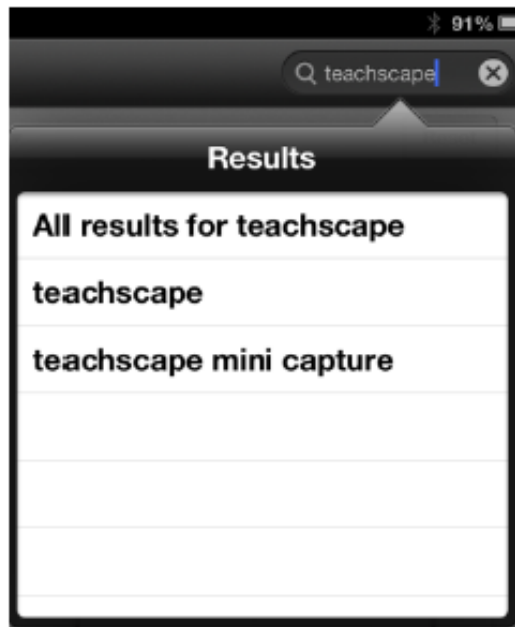 91%
teachscape
Results
All results for teachscape
teachscape
teachscape mini capture